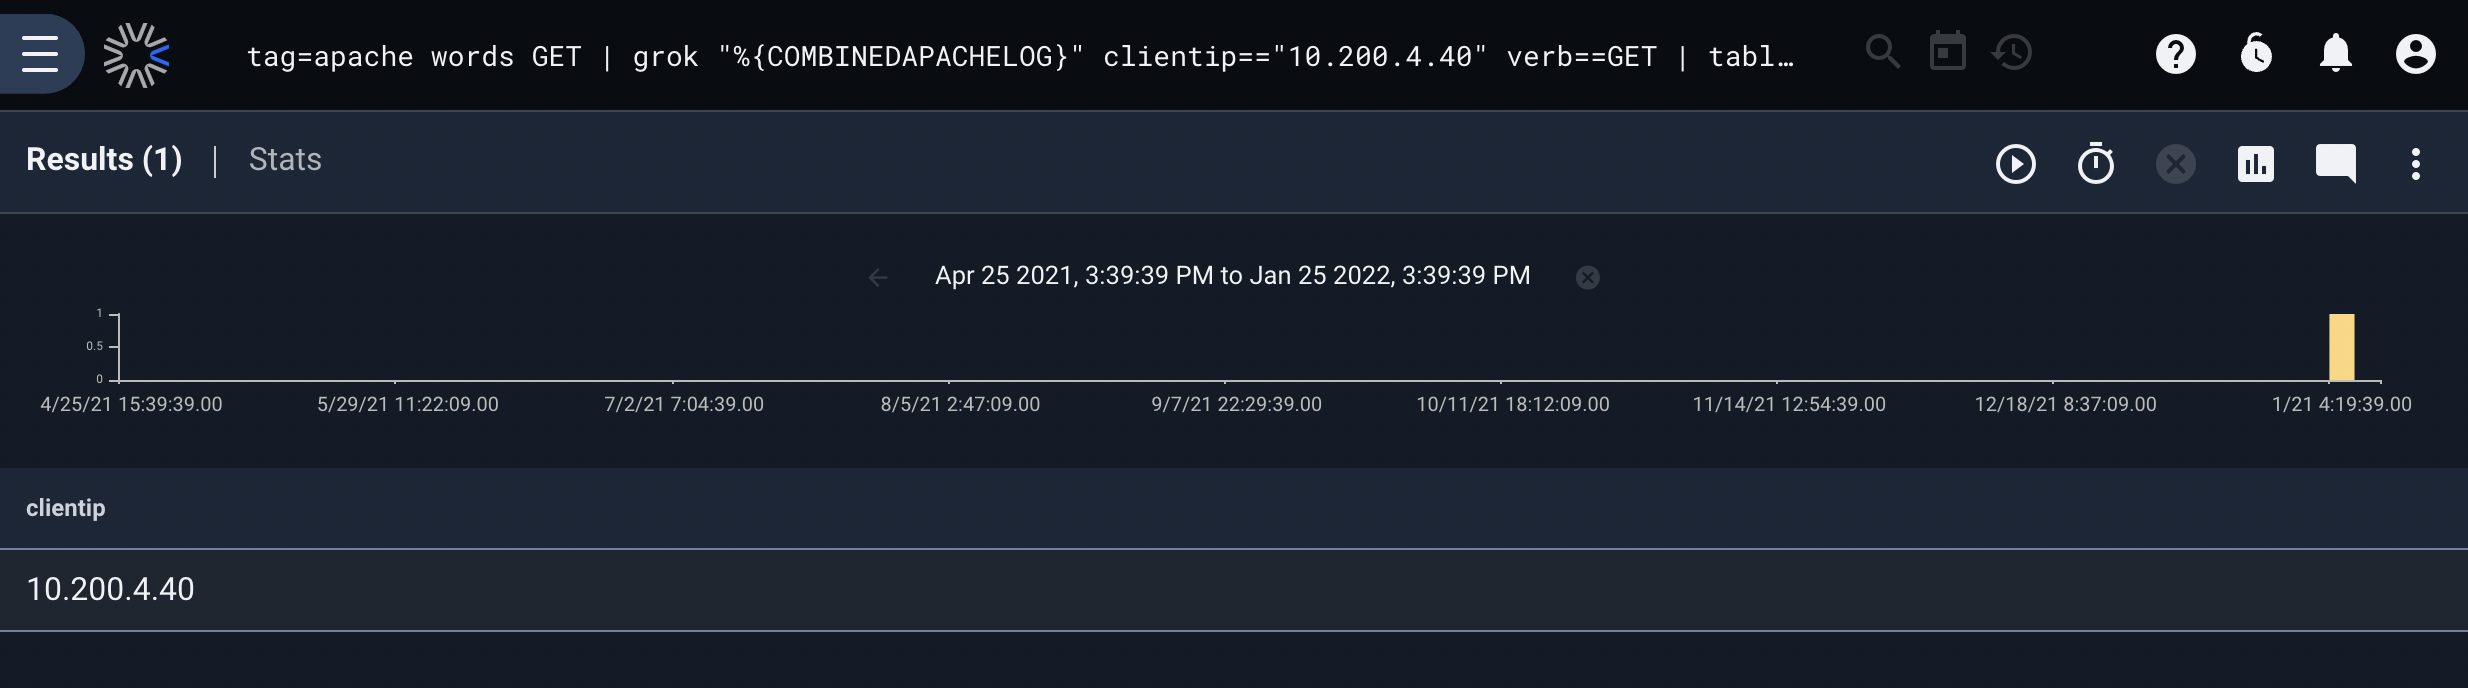 tag=apache words GET | grok "%{COMBINEDAPACHELOG}" clientip=="10.200.4.40" verb==GET | tabl…
Results (1) | Stats
Apr 25 2021, 3:39:39 PM to Jan 25 2022, 3:39:39 PM
1
0.5
0
4/25/21 15:39:39.00 5/29/21 11:22:09.00 7/2/21 7:04:39.00 8/5/21 2:47:09.00 9/7/21 22:29:39.00 10/11/21 18:12:09.00 11/14/21 12:54:39.00 12/18/21 8:37:09.00 1/21 4:19:39.00
clientip
10.200.4.40